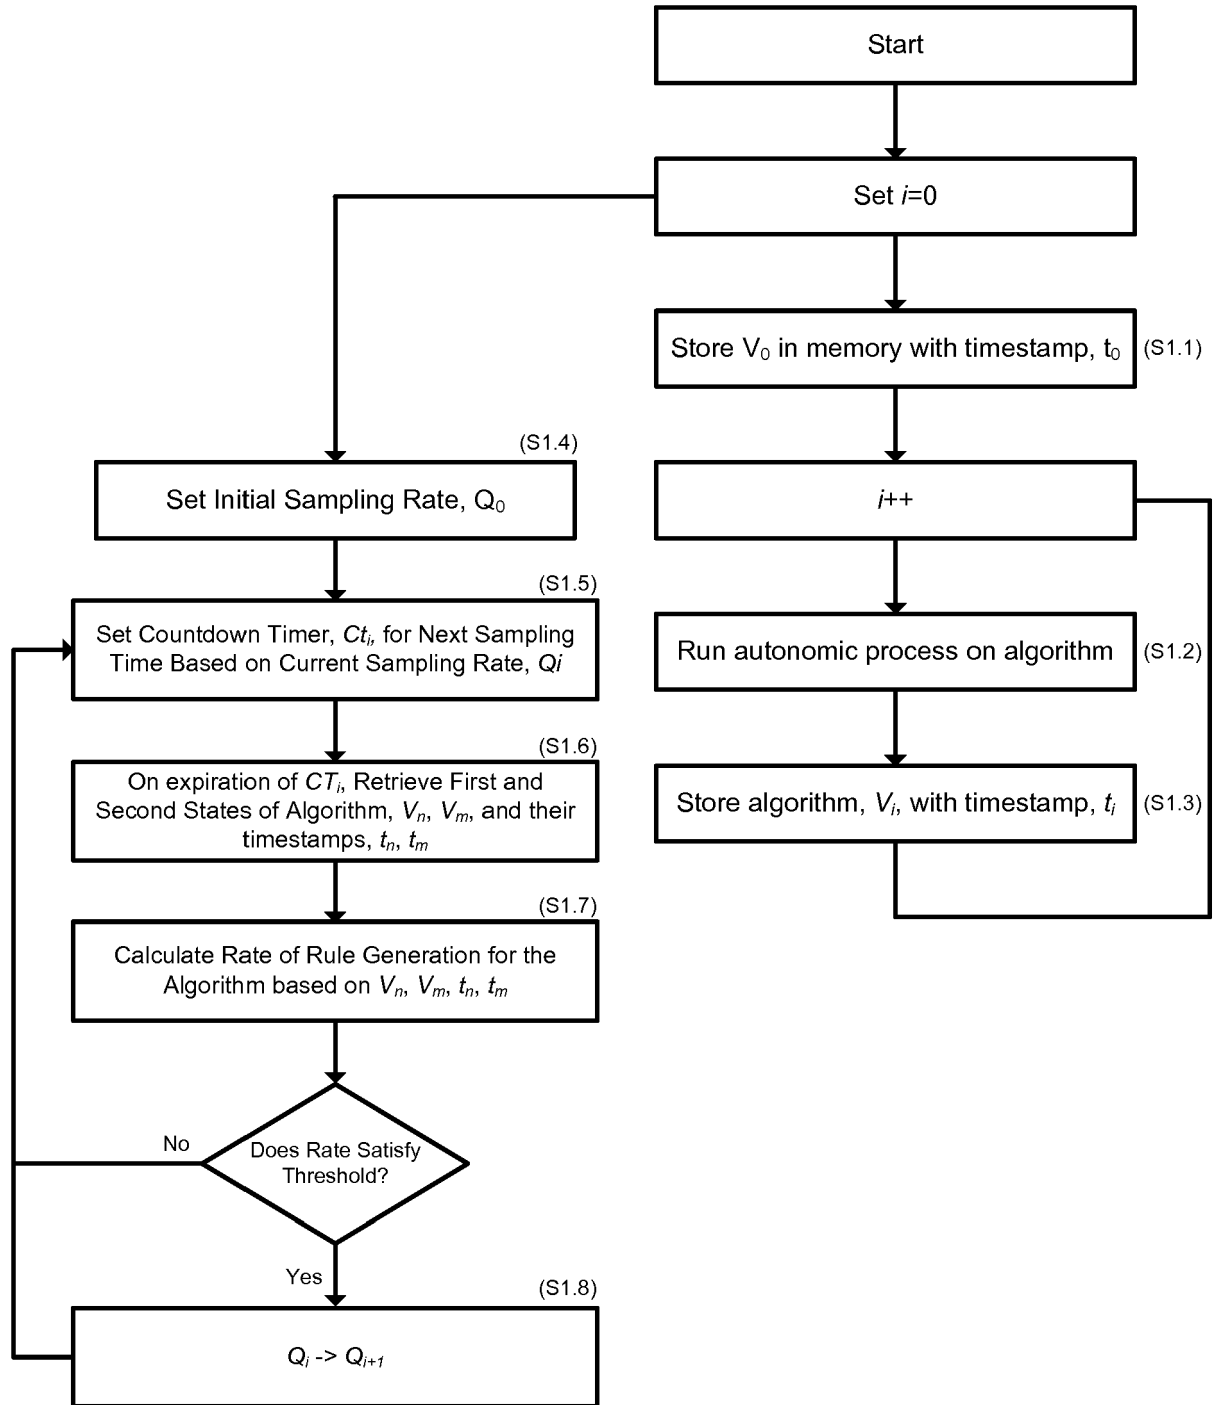 Start
Set i=0
Store V₀ in memory with timestamp, t₀
(S1.1)
(S1.4)
Set Initial Sampling Rate, Q₀
i++
(S1.5)
Set Countdown Timer, Ctᵢ, for Next Sampling
Time Based on Current Sampling Rate, Qi
Run autonomic process on algorithm
(S1.2)
(S1.6)
On expiration of CTᵢ, Retrieve First and
Second States of Algorithm, Vₙ, Vₘ, and their
timestamps, tₙ, tₘ
Store algorithm, Vᵢ, with timestamp, tᵢ
(S1.3)
(S1.7)
Calculate Rate of Rule Generation for the
Algorithm based on Vₙ, Vₘ, tₙ, tₘ
No
Does Rate Satisfy
Threshold?
Yes
(S1.8)
Qᵢ -> Qᵢ₊₁